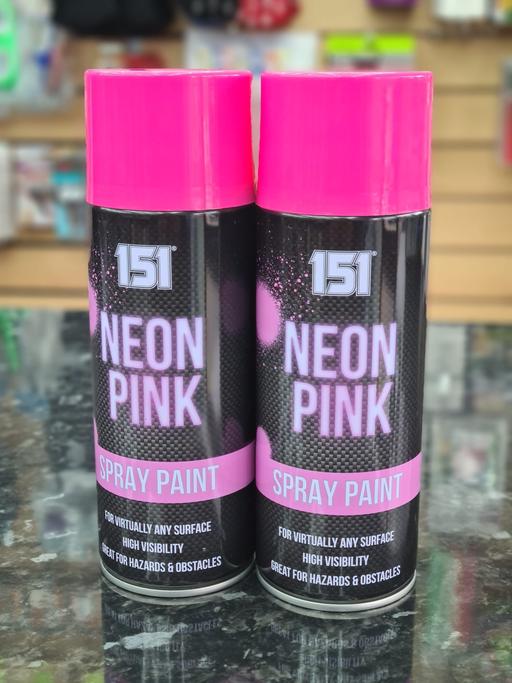 151®
NEON
PINK
SPRAY PAINT
FOR VIRTUALLY ANY SURFACE
HIGH VISIBILITY
GREAT FOR HAZARDS & OBSTACLES
151®
NEON
PINK
SPRAY PAINT
FOR VIRTUALLY ANY SURFACE
HIGH VISIBILITY
GREAT FOR HAZARDS & OBSTACLES